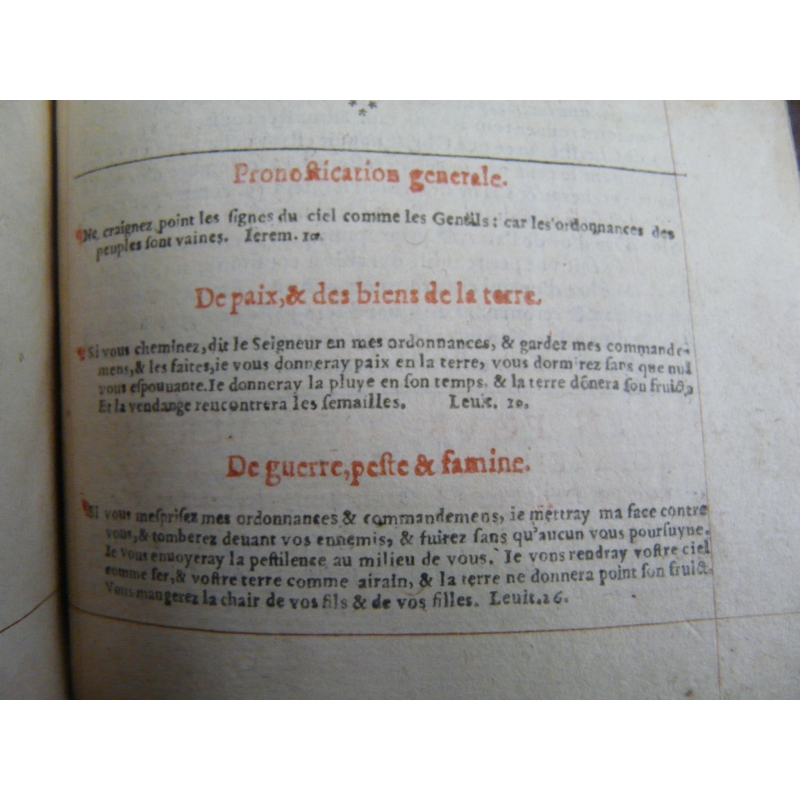 Pronoſtication generale.
Ne craignez point les ſignes du ciel comme les Gentils: car les ordonnances des
peuples ſont vaines. Ierem. 10.
De paix, & des biens de la terre.
Si vous cheminez, dit le Seigneur en mes ordonnances, & gardez mes commande-
mens, & les faites, ie vous donneray paix en la terre, vous dormirez ſans que nul
vous eſpouuante. Ie donneray la pluye en ſon temps, & la terre dõnera ſon fruict,
Et la vendange rencontrera les ſemailles. Leuit. 20.
De guerre, peſte & famine.
Si vous meſpriſez mes ordonnances & commandemens, ie mettray ma face contre
vous, & tomberez deuant vos ennemis, & fuirez ſans qu'aucun vous pourſuyue.
Ie vous enuoyeray la peſtilence au milieu de vous. Ie vons rendray voſtre ciel
comme fer, & voſtre terre comme airain, & la terre ne donnera point ſon fruict.
Vous mangerez la chair de vos fils & de vos filles. Leuit. 26.